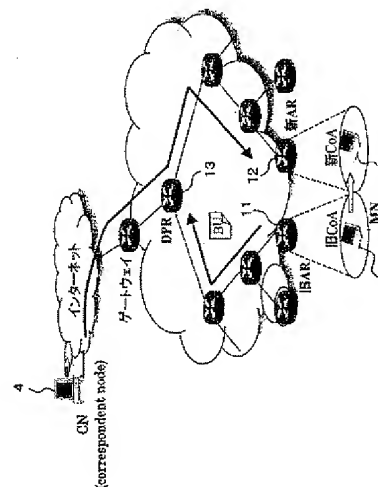 4
CN
(correspondent node)
インターネット
ゲートウェイ
DPR
13
BU
11
12
旧AR
新AR
旧CoA
新CoA
MN